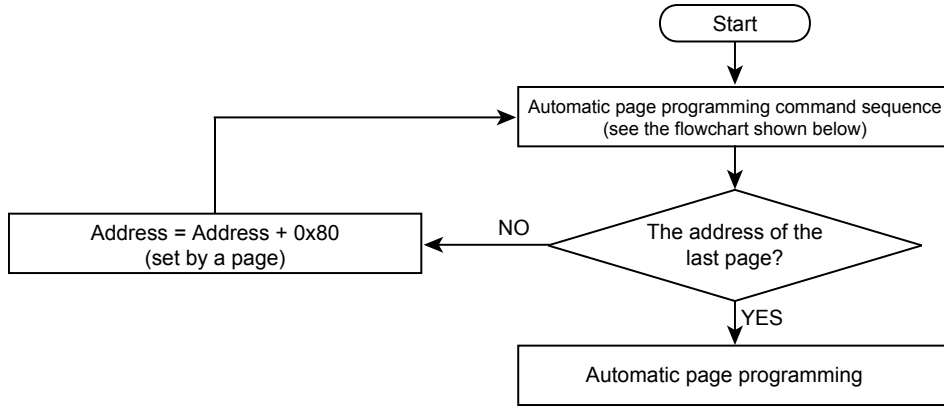 Start
Automatic page programming command sequence
(see the flowchart shown below)
The address of the
last page?
NO
Address = Address + 0x80
(set by a page)
YES
Automatic page programming